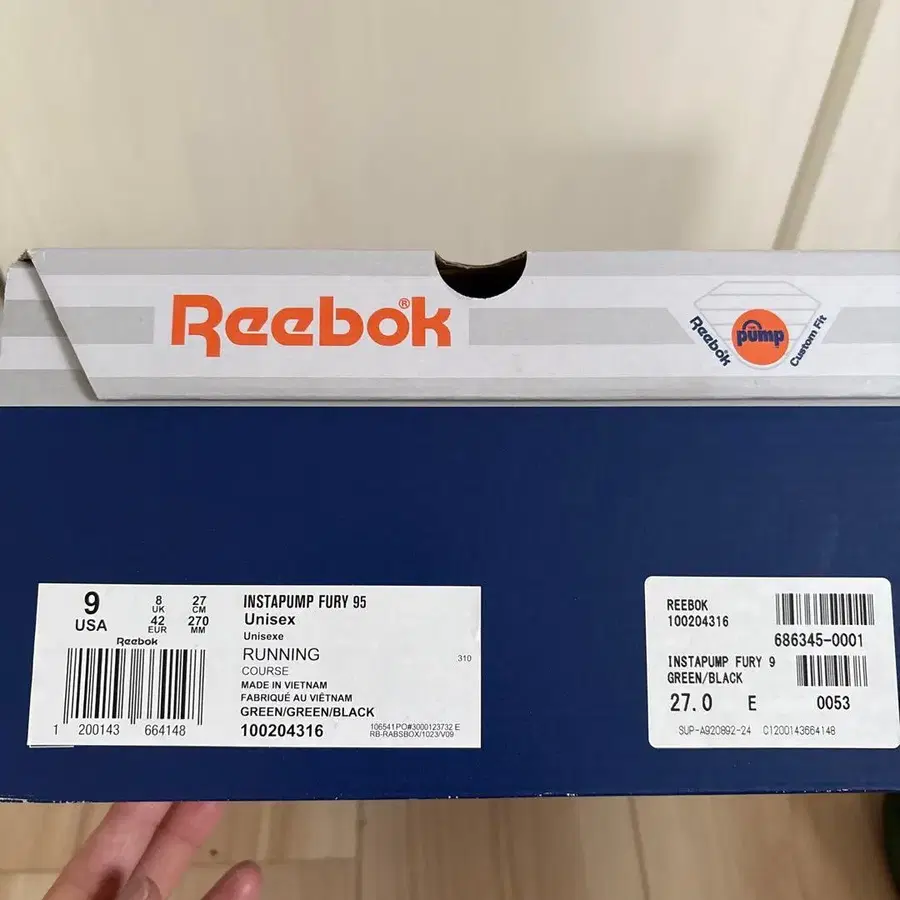 Reebok®
Reebok
THE
pump
Custom Fit
9
USA
8
UK
42
EUR
27
CM
270
MM
Reebok
1 200143 664148
INSTAPUMP FURY 95
Unisex
Unisexe
RUNNING
COURSE
310
MADE IN VIETNAM
FABRIQUÉ AU VIÊTNAM
GREEN/GREEN/BLACK
100204316
106541PO#3000123732 E
RB-RABSBOX/1023/V09
REEBOK
100204316
686345-0001
INSTAPUMP FURY 9
GREEN/BLACK
27.0 E 0053
SUP-A920892-24 C1200143664148